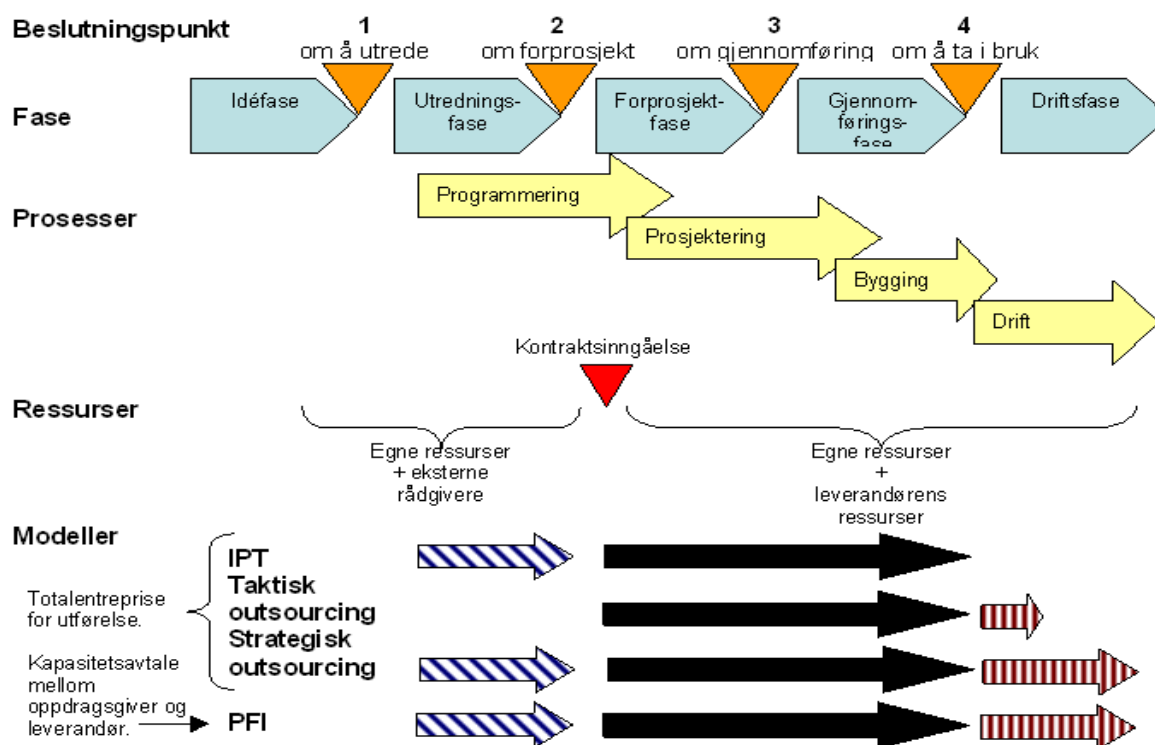 Beslutningspunkt
1
om å utrede
2
om forprosjekt
3
om gjennomføring
4
om å ta i bruk
Fase
Idéfase
Utrednings-
fase
Forprosjekt-
fase
Gjennom-
førings-
fase
Driftsfase
Prosesser
Programmering
Prosjektering
Bygging
Drift
Kontraktsinngåelse
Ressurser
Egne ressurser
+ eksterne
rådgivere
Egne ressurser
+
leverandørens
ressurser
Modeller
Totalentreprise
for utførelse.
IPT
Taktisk
outsourcing
Strategisk
outsourcing
Kapasitetsavtale
mellom
oppdragsgiver og
leverandør.
PFI